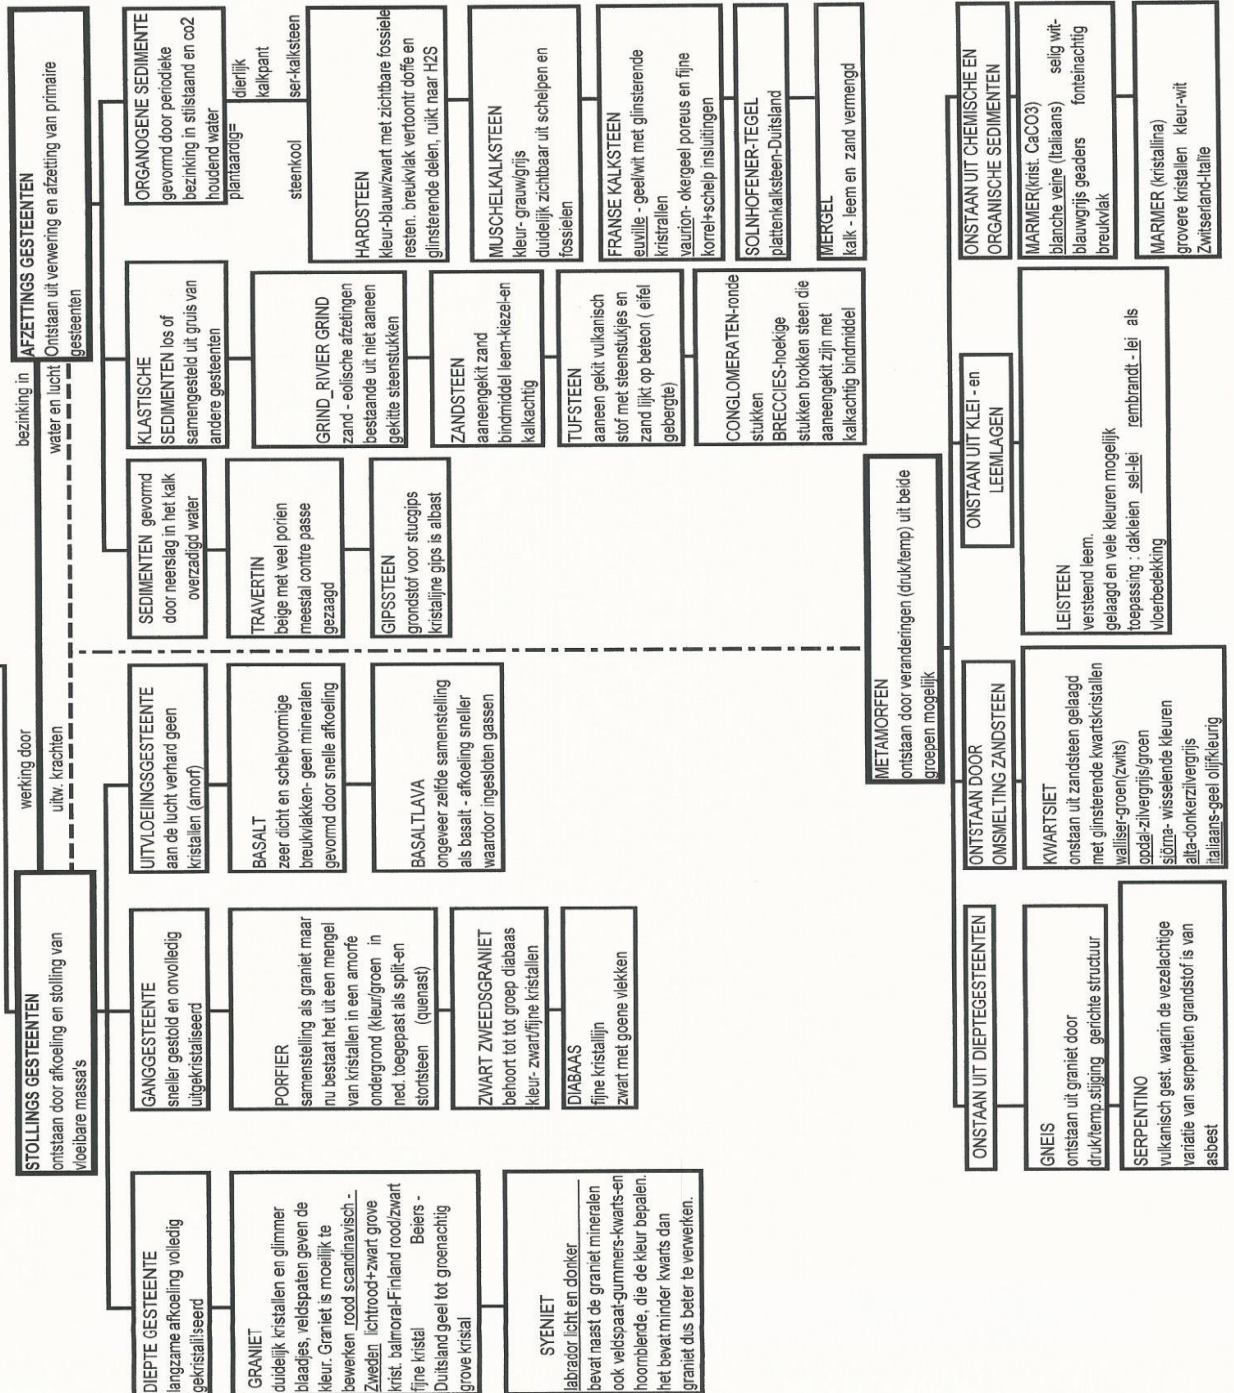 werking door
uitw. krachten
bezinking in
water en lucht
STOLLINGS GESTEENTEN
ontstaan door afkoeling en stolling van
vloeibare massa's
AFZETTINGS GESTEENTEN
Ontstaan uit verwering en afzetting van primaire
gesteenten
DIEPTE GESTEENTE
langzame afkoeling volledig
gekristaliseerd
GRANIET
duidelijk kristallen en glimmer
blaadjes, veldspaten geven de
kleur. Graniet is moeilijk te
bewerken rood scandinavisch -
Zweden lichtrood+zwart grove
krist. balmoral-Finland rood/zwart
fijne kristal Beiers -
Duitsland geel tot groenachtig
grove kristal
SYENIET
labrador licht en donker
bevat naast de graniet mineralen
ook veldspaat-gummers-kwarts-en
hoornblende, die de kleur bepalen.
het bevat minder kwarts dan
graniet dus beter te verwerken.
GANGGESTEENTE
sneller gestold en onvolledig
uitgekristaliseerd
PORFIER
samenstelling als graniet maar
nu bestaat het uit een mengel
van kristallen in een amorfe
ondergrond (kleur/groen in
ned. toegepast als split-en
stortsteen (quenast)
ZWART ZWEEDSGRANIET
behoort tot tot groep diabaas
kleur- zwart/fijne kristallen
DIABAAS
fijne kristallijn
zwart met goene vlekken
UITVLOEIINGSGESTEENTE
aan de lucht verhard geen
kristallen (amorf)
BASALT
zeer dicht en schelpvormige
breukvlakken- geen mineralen
gevormd door snelle afkoeling
BASALTLAVA
ongeveer zelfde samenstelling
als basalt - afkoeling sneller
waardoor ingesloten gassen
SEDIMENTEN gevormd
door neerslag in het kalk
overzadigd water
TRAVERTIN
beige met veel porien
meestal contre passe
gezaagd
GIPSSTEEN
grondstof voor stucgips
kristalijne gips is albast
KLASTISCHE
SEDIMENTEN los of
samengesteld uit gruis van
andere gesteenten
GRIND_RIVIER GRIND
zand - eolische afzetingen
bestaande uit niet aaneen
gekitte steenstukken
ZANDSTEEN
aaneengekit zand
bindmiddel leem-kiezel-en
kalkachtig
TUFSTEEN
aaneen gekit vulkanisch
stof met steenstukjes en
zand lijkt op beton ( eifel
gebergte)
CONGLOMERATEN-ronde
stukken
BRECCIES-hoekige
stukken brokken steen die
aaneengekit zijn met
kalkachtig bindmiddel
ORGANOGENE SEDIMENTE
gevormd door periodieke
bezinking in stilstaand en co2
houdend water
plantaardig= dierlijk
kalkpant
steenkool ser-kalksteen
HARDSTEEN
kleur-blauw/zwart met zichtbare fossiele
resten. breukvlak vertoontr doffe en
glinsterende delen, ruikt naar H2S
MUSCHELKALKSTEEN
kleur- grauw/grijs
duidelijk zichtbaar uit schelpen en
fossielen
FRANSE KALKSTEEN
euville - geel/wit met glinsterende
kristrallen
vaurion- okergeel poreus en fijne
korrel+schelp insluitingen
SOLNHOFENER-TEGEL
plattenkalksteen-Duitsland
MERGEL
kalk - leem en zand vermengd
METAMORFEN
ontstaan door veranderingen (druk/temp) uit beide
groepen mogelijk
ONSTAAN UIT DIEPTEGESTEENTEN
GNEIS
ontstaan uit graniet door
druk/temp.stijging gerichte structuur
SERPENTINO
vulkanisch gest. waarin de vezelachtige
variatie van serpentien grandstof is van
asbest
ONTSTAAN DOOR
OMSMELTING ZANDSTEEN
KWARTSIET
onstaan uit zandsteen gelaagd
met glinsterende kwartskristallen
walliser-groen(zwits)
opdal-zilvergrijs/groen
siörna- wisselende kleuren
alta-donkerzilvergrijs
italiaans-geel olijfkleurig
ONSTAAN UIT KLEI - en
LEEMLAGEN
LEISTEEN
versteend leem.
gelaagd en vele kleuren mogelijk
toepassing : dakleien sel-lei rembrandt - lei als
vloerbedekking
ONSTAAN UIT CHEMISCHE EN
ORGANISCHE SEDIMENTEN
MARMER(krist. CaCO3)
blanche veine (Italiaans) selig wit-
blauwgrijs geaders fonteinachtig
breukvlak
MARMER (kristallina)
grovere kristallen kleur-wit
Zwitserland-Italie